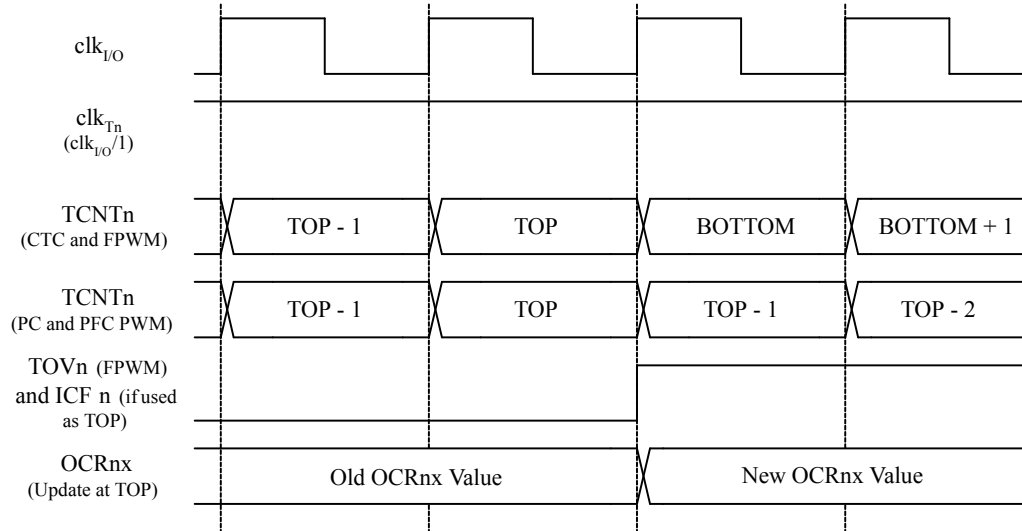 clkI/O
clkTn
(clkI/O/1)
TCNTn
(CTC and FPWM)
TOP - 1 TOP BOTTOM BOTTOM + 1
TCNTn
(PC and PFC PWM)
TOP - 1 TOP TOP - 1 TOP - 2
TOVn (FPWM)
and ICF n (if used
as TOP)
OCRnx
(Update at TOP)
Old OCRnx Value New OCRnx Value